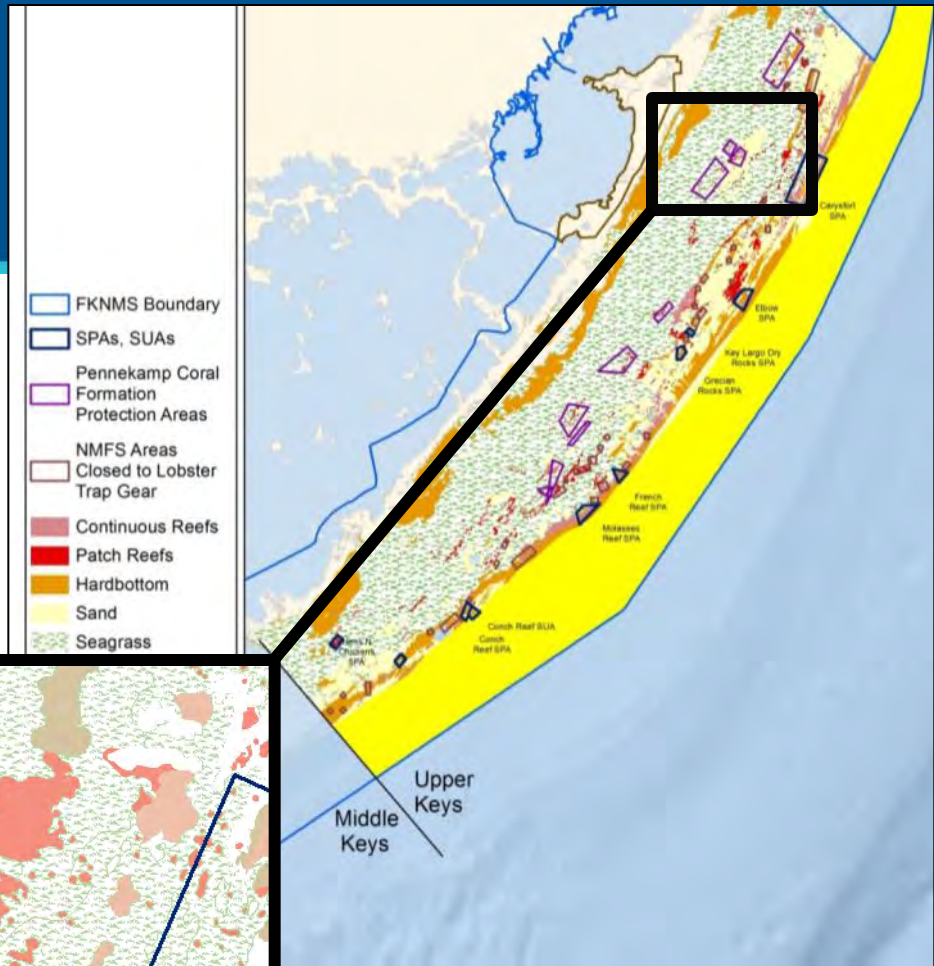 FKNMS Boundary
SPAs, SUAs
Pennekamp Coral
Formation
Protection Areas
NMFS Areas
Closed to Lobster
Trap Gear
Continuous Reefs
Patch Reefs
Hardbottom
Sand
Seagrass
Carysfort
SPA
Elbow
SPA
Key Largo Dry
Rocks SPA
Grecian
Rocks SPA
French
Reef SPA
Molasses
Reef SPA
Conch Reef SUA
Conch
Reef SPA
Chickens
SPA
Upper
Keys
Middle
Keys